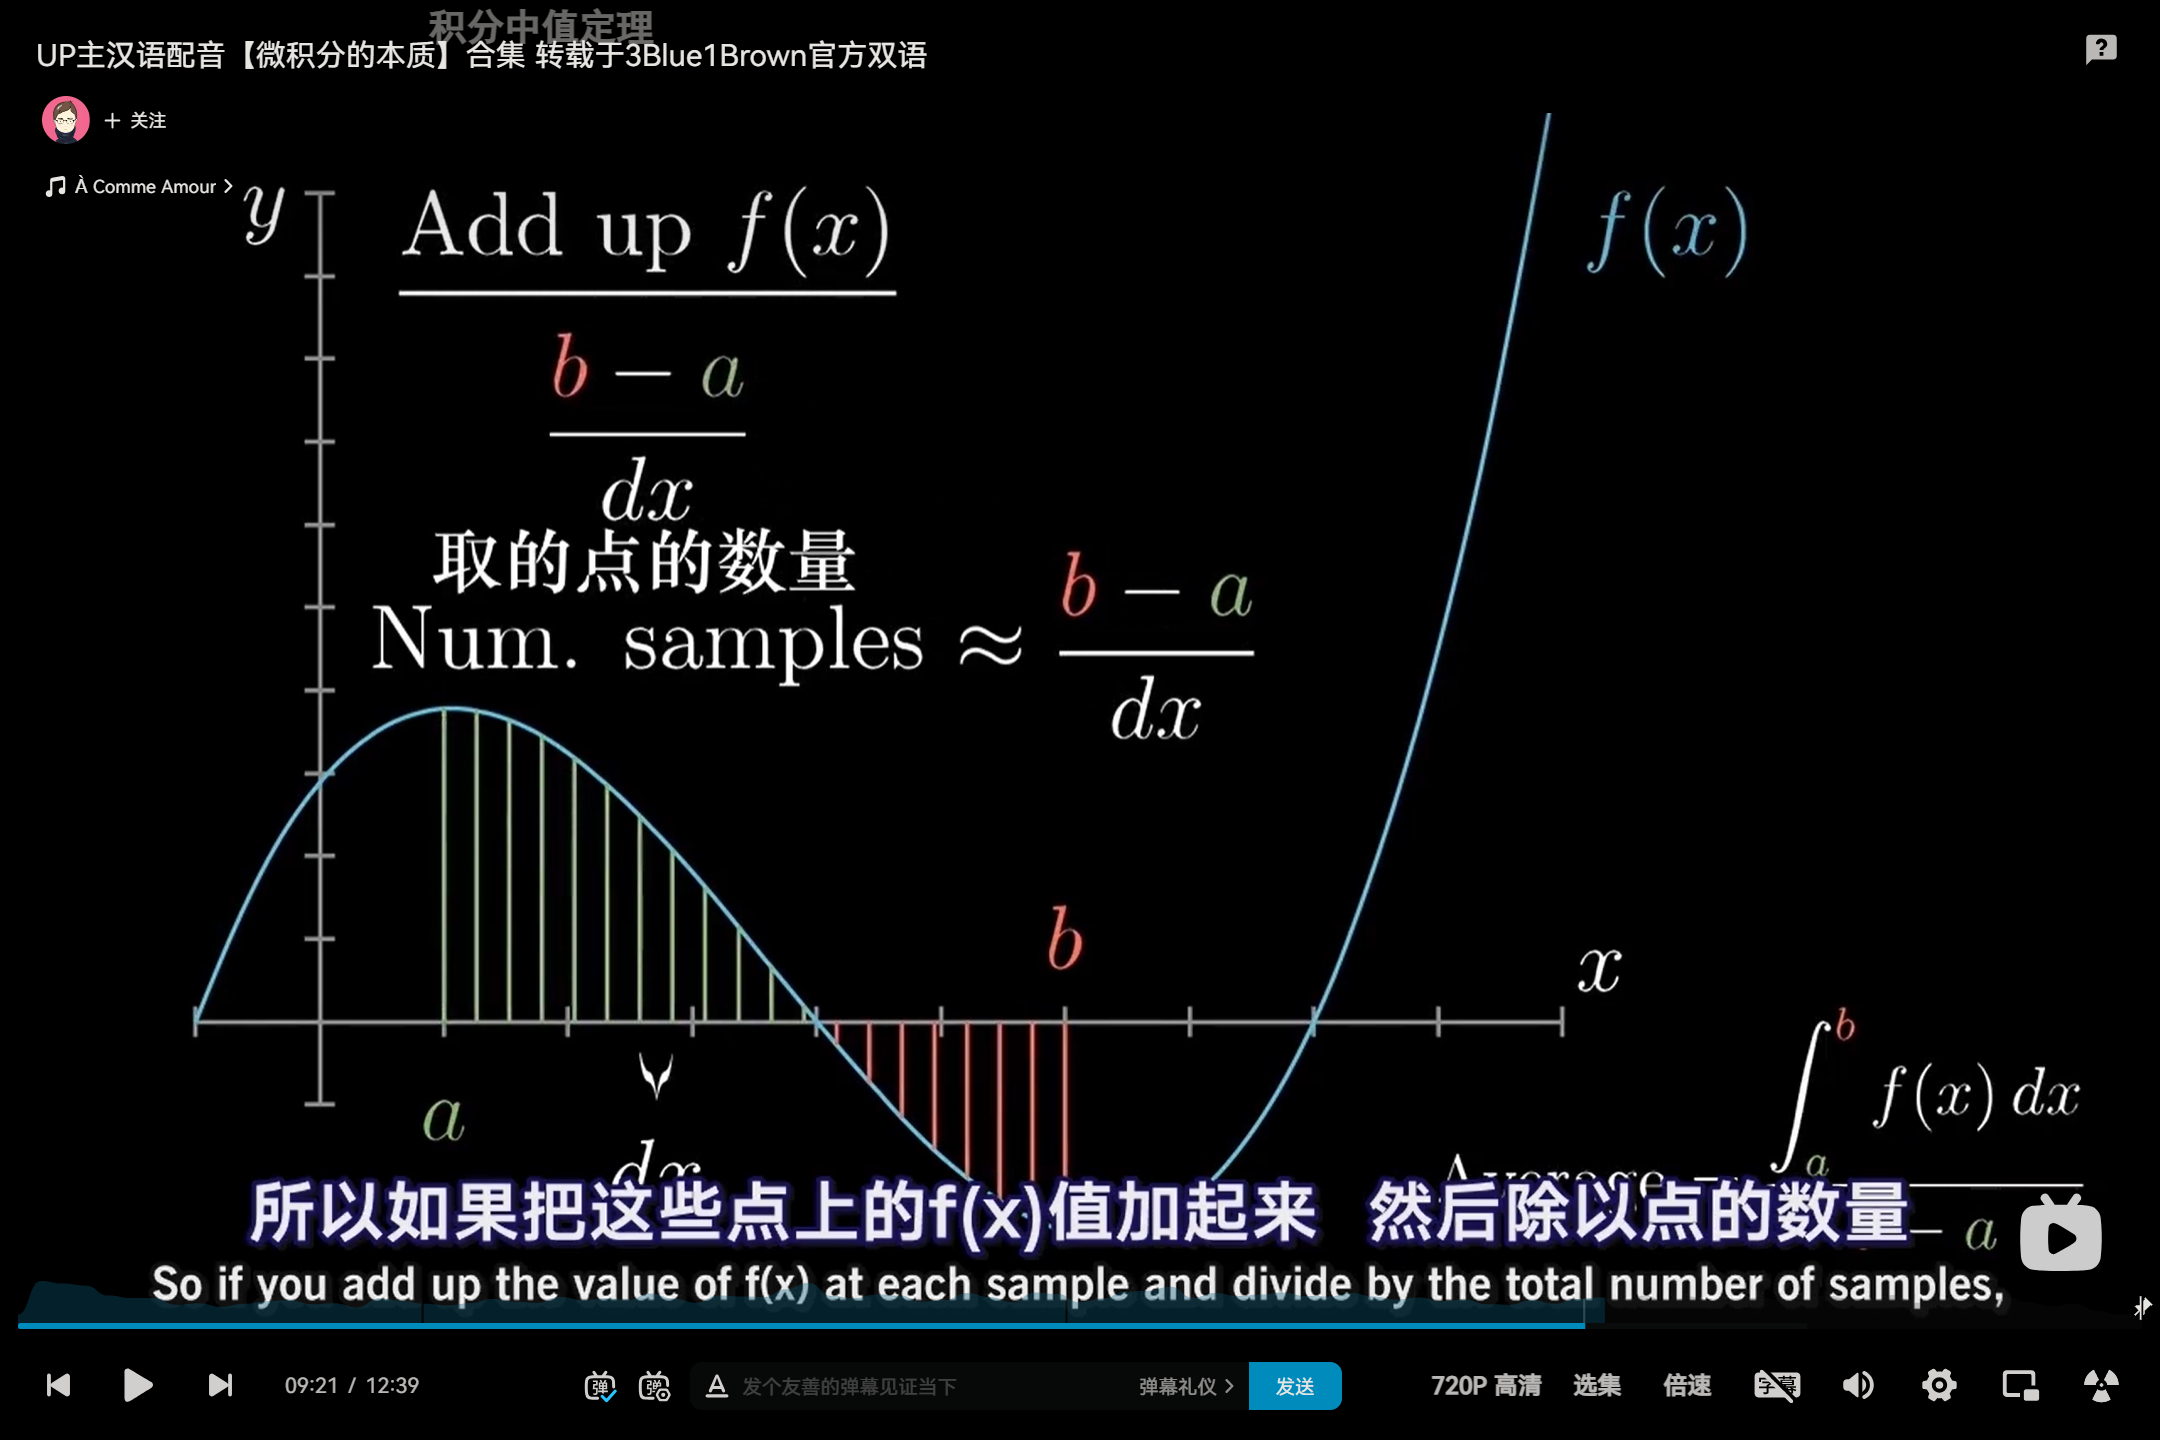 积分中值定理
UP主汉语配音【微积分的本质】合集 转载于3Blue1Brown官方双语
+ 关注
À Comme Amour >
y
Add up f(x)
b − a
dx
f(x)
取的点的数量
Num. samples ≈ b − a
dx
b
x
a
dx
∫ b a f(x) dx
Average =
− a
所以如果把这些点上的f(x)值加起来 然后除以点的数量
So if you add up the value of f(x) at each sample and divide by the total number of samples,
09:21 / 12:39
弹 弹 A 发个友善的弹幕见证当下 弹幕礼仪 > 发送 720P 高清 选集 倍速 字幕